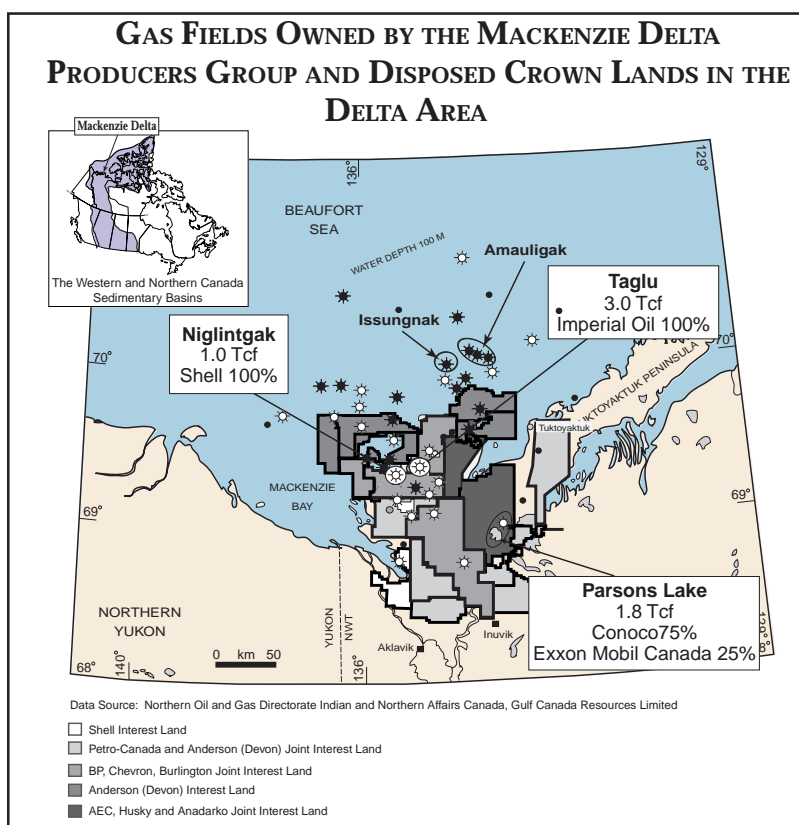 GAS FIELDS OWNED BY THE MACKENZIE DELTA
PRODUCERS GROUP AND DISPOSED CROWN LANDS IN THE
DELTA AREA
Mackenzie Delta
The Western and Northern Canada
Sedimentary Basins
136°
129°
BEAUFORT
SEA
WATER DEPTH 100 M
Amauligak
Issungnak
Taglu
3.0 Tcf
Imperial Oil 100%
Niglintgak
1.0 Tcf
Shell 100%
70°
70°
TUKTOYAKTUK PENINSULA
Tuktoyaktuk
MACKENZIE
BAY
69°
69°
Parsons Lake
1.8 Tcf
Conoco75%
Exxon Mobil Canada 25%
NORTHERN
YUKON
YUKON
NWT
Aklavik
Inuvik
0 km 50
68°
140°
136°
Data Source: Northern Oil and Gas Directorate Indian and Northern Affairs Canada, Gulf Canada Resources Limited
Shell Interest Land
Petro-Canada and Anderson (Devon) Joint Interest Land
BP, Chevron, Burlington Joint Interest Land
Anderson (Devon) Interest Land
AEC, Husky and Anadarko Joint Interest Land